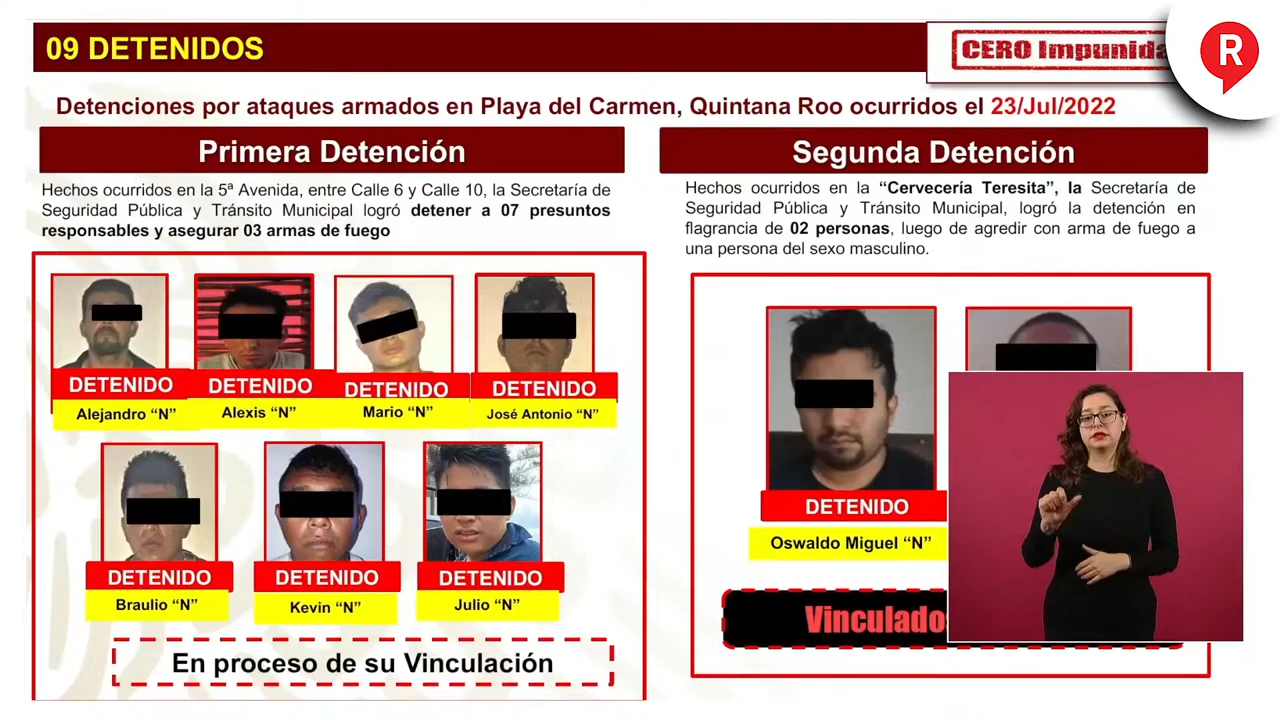 09 DETENIDOS
CERO Impunida
R
Detenciones por ataques armados en Playa del Carmen, Quintana Roo ocurridos el 23/Jul/2022
Primera Detención
Hechos ocurridos en la 5ª Avenida, entre Calle 6 y Calle 10, la Secretaría de
Seguridad Pública y Tránsito Municipal logró detener a 07 presuntos
responsables y asegurar 03 armas de fuego
DETENIDO
Alejandro “N”
DETENIDO
Alexis “N”
DETENIDO
Mario “N”
DETENIDO
José Antonio “N”
DETENIDO
Braulio “N”
DETENIDO
Kevin “N”
DETENIDO
Julio “N”
En proceso de su Vinculación
Segunda Detención
Hechos ocurridos en la “Cervecería Teresita”, la Secretaría de
Seguridad Pública y Tránsito Municipal, logró la detención en
flagrancia de 02 personas, luego de agredir con arma de fuego a
una persona del sexo masculino.
DETENIDO
Oswaldo Miguel “N”
Vinculado